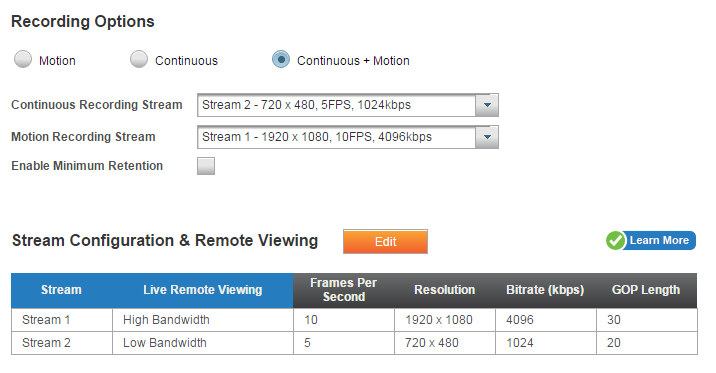 Recording Options
Motion Continuous Continuous + Motion
Continuous Recording Stream Stream 2 - 720 x 480, 5FPS, 1024kbps
Motion Recording Stream Stream 1 - 1920 x 1080, 10FPS, 4096kbps
Enable Minimum Retention
Stream Configuration & Remote Viewing Edit Learn More
Stream Live Remote Viewing Frames Per Second Resolution Bitrate (kbps) GOP Length
Stream 1 High Bandwidth 10 1920 x 1080 4096 30
Stream 2 Low Bandwidth 5 720 x 480 1024 20